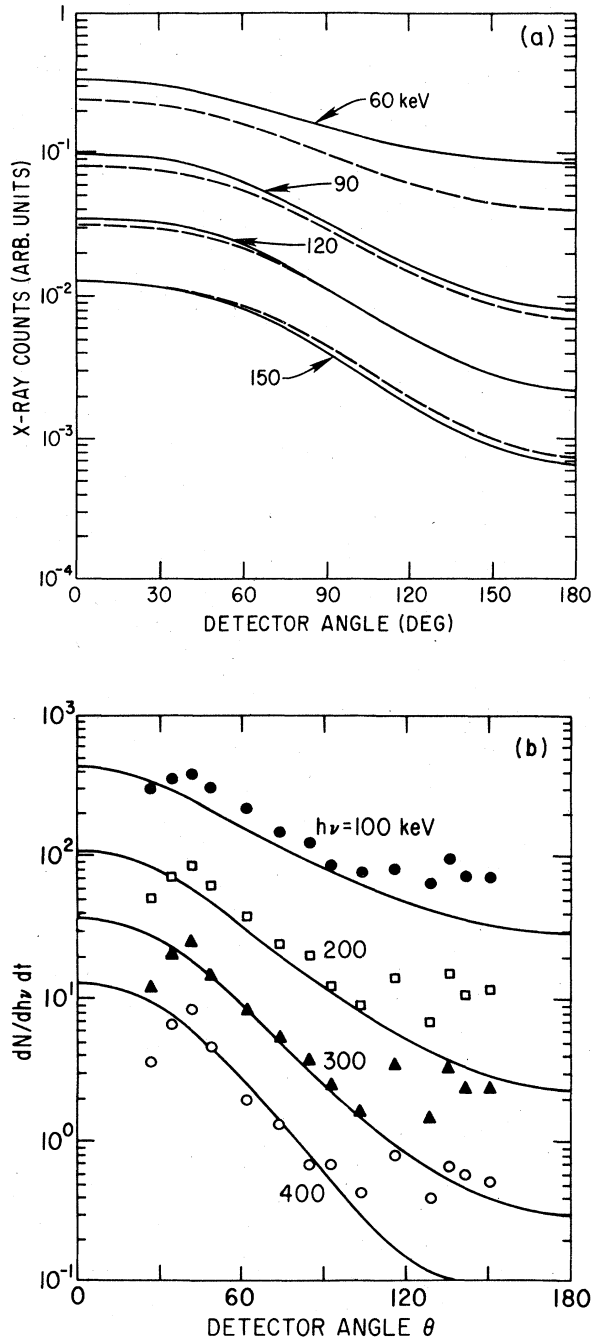 (a)
1
10⁻¹
10⁻²
10⁻³
10⁻⁴
X-RAY COUNTS (ARB. UNITS)
60 keV
90
120
150
0 30 60 90 120 150 180
DETECTOR ANGLE (DEG)
(b)
10³
10²
10¹
10⁰
10⁻¹
dN/dhν dt
hν=100 keV
200
300
400
0 60 120 180
DETECTOR ANGLE θ